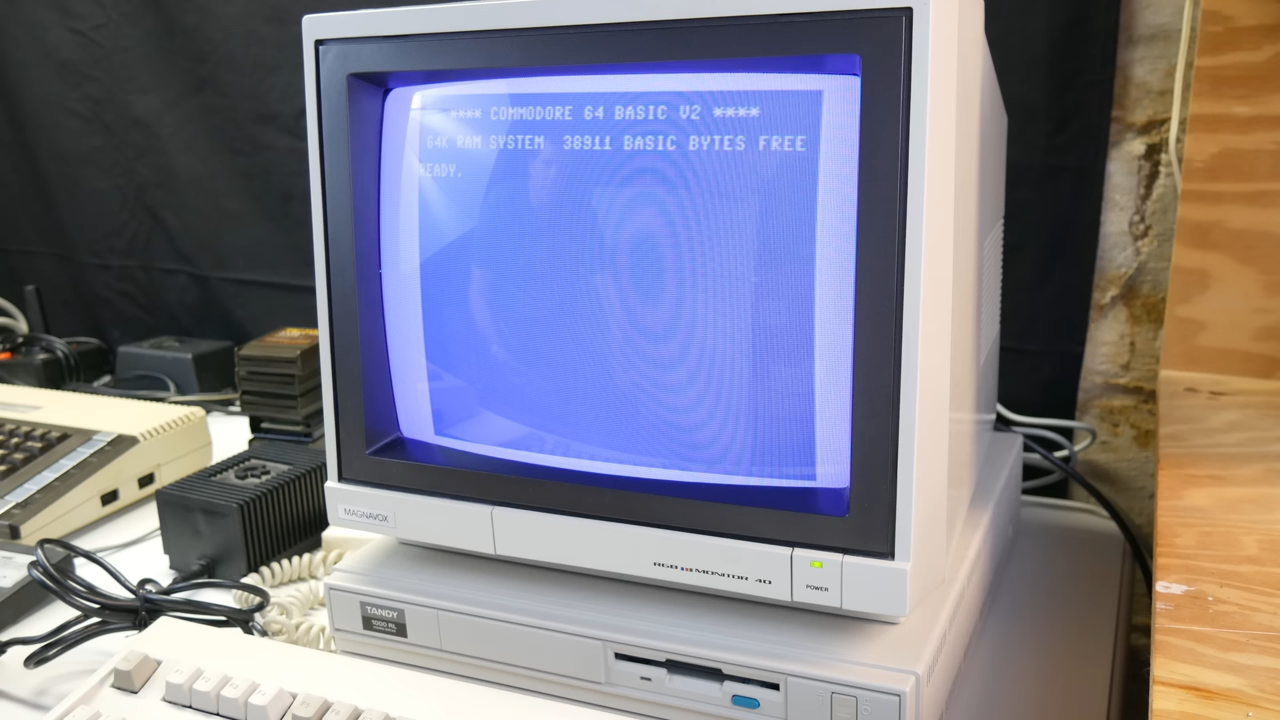 **** COMMODORE 64 BASIC V2 ****
64K RAM SYSTEM 38911 BASIC BYTES FREE
READY.
MAGNAVOX
RGB MONITOR 40
POWER
TANDY
1000 RL